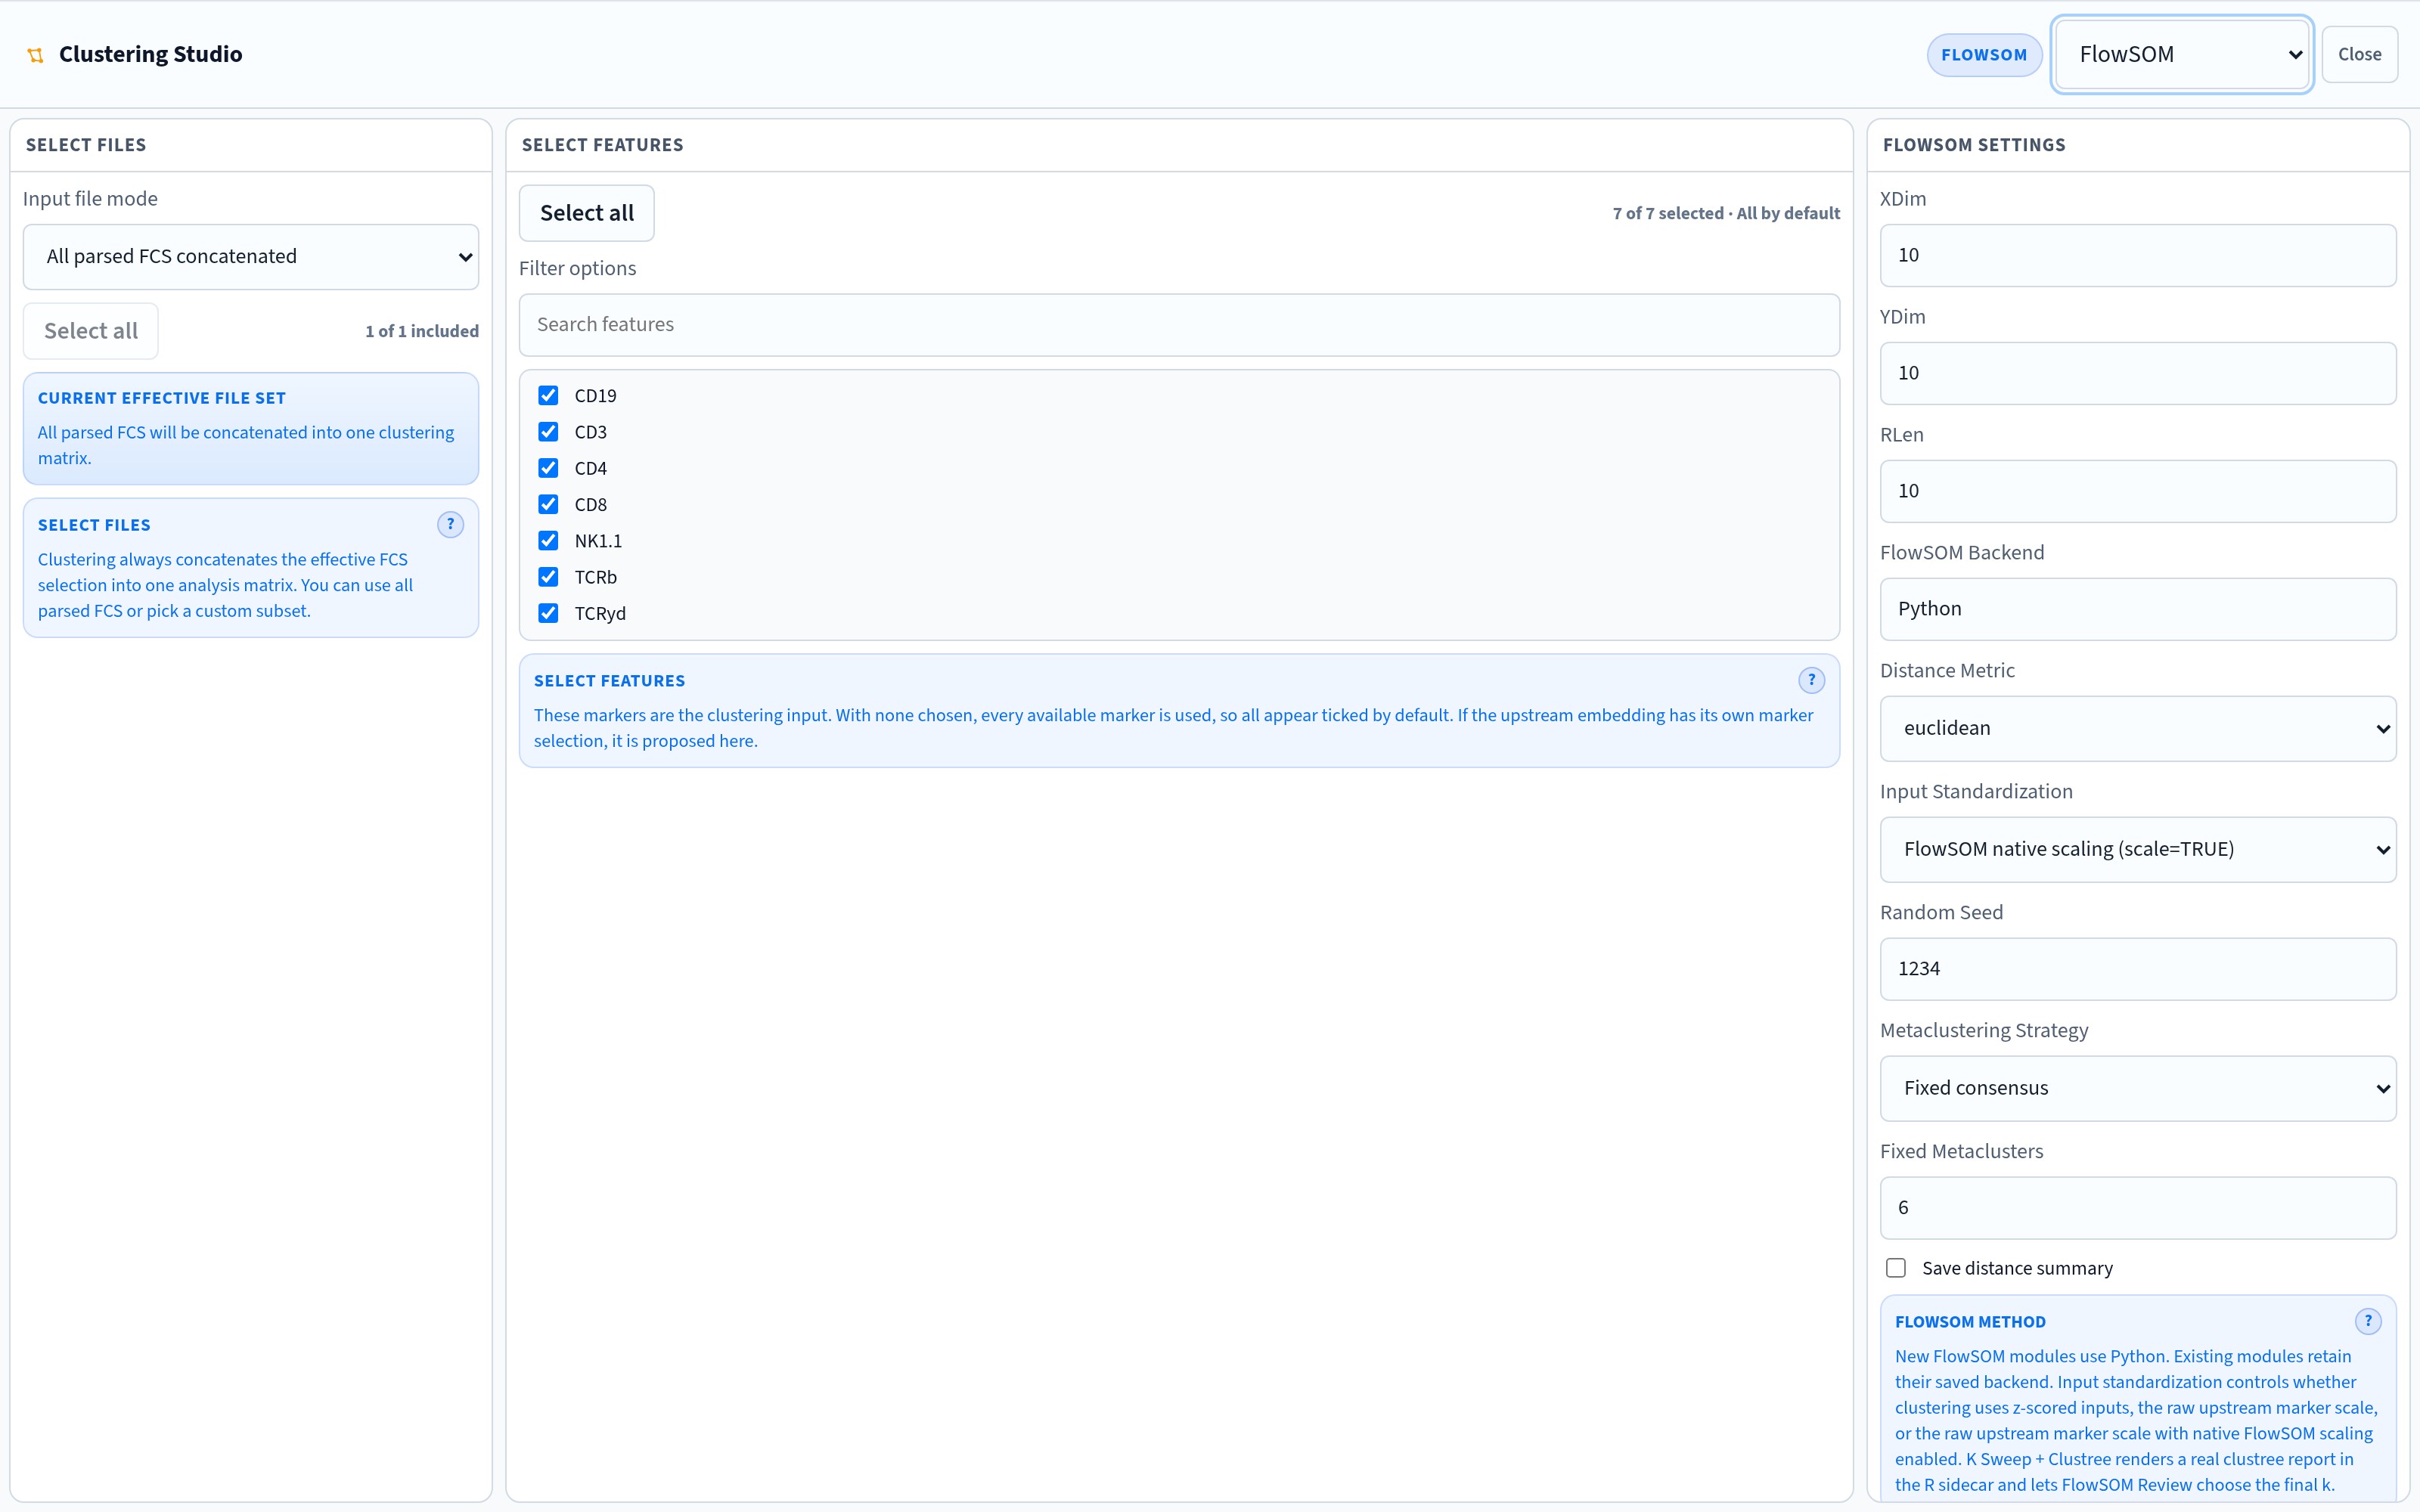 Clustering Studio
FLOWSOM
FlowSOM
Close
SELECT FILES
Input file mode
All parsed FCS concatenated
Select all
1 of 1 included
CURRENT EFFECTIVE FILE SET
All parsed FCS will be concatenated into one clustering
matrix.
SELECT FILES
?
Clustering always concatenates the effective FCS
selection into one analysis matrix. You can use all
parsed FCS or pick a custom subset.
SELECT FEATURES
Select all
7 of 7 selected · All by default
Filter options
Search features
CD19
CD3
CD4
CD8
NK1.1
TCRb
TCRyd
SELECT FEATURES
?
These markers are the clustering input. With none chosen, every available marker is used, so all appear ticked by default. If the upstream embedding has its own marker
selection, it is proposed here.
FLOWSOM SETTINGS
XDim
10
YDim
10
RLen
10
FlowSOM Backend
Python
Distance Metric
euclidean
Input Standardization
FlowSOM native scaling (scale=TRUE)
Random Seed
1234
Metaclustering Strategy
Fixed consensus
Fixed Metaclusters
6
Save distance summary
FLOWSOM METHOD
?
New FlowSOM modules use Python. Existing modules retain
their saved backend. Input standardization controls whether
clustering uses z-scored inputs, the raw upstream marker scale,
or the raw upstream marker scale with native FlowSOM scaling
enabled. K Sweep + Clustree renders a real clustree report in
the R sidecar and lets FlowSOM Review choose the final k.